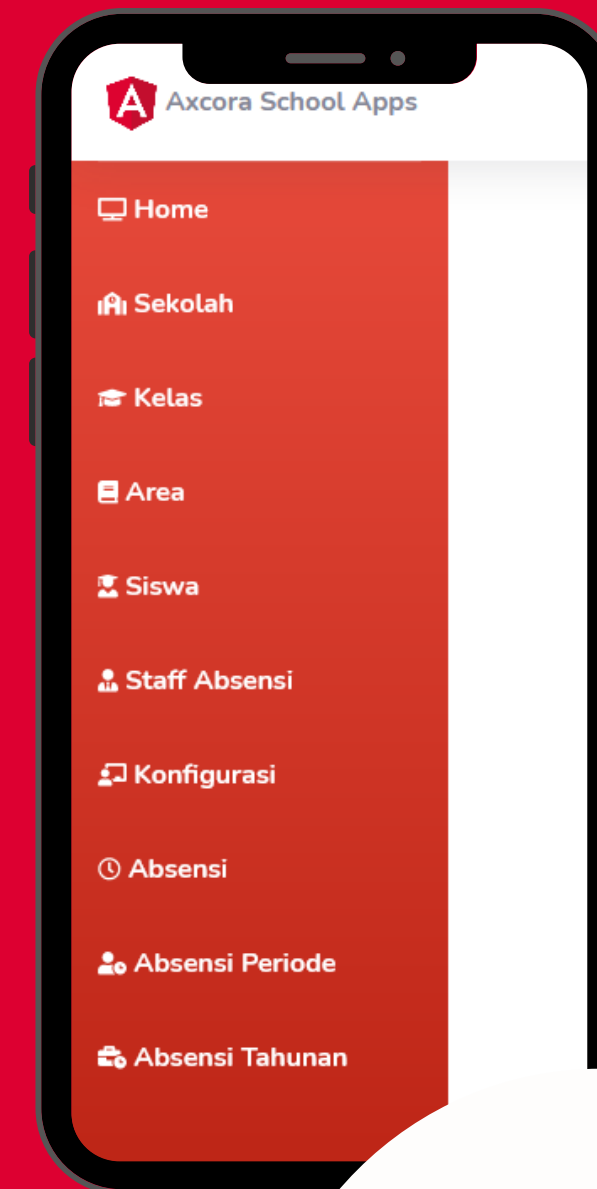 Axcora School Apps
Home
Sekolah
Kelas
Area
Siswa
Staff Absensi
Konfigurasi
Absensi
Absensi Periode
Absensi Tahunan